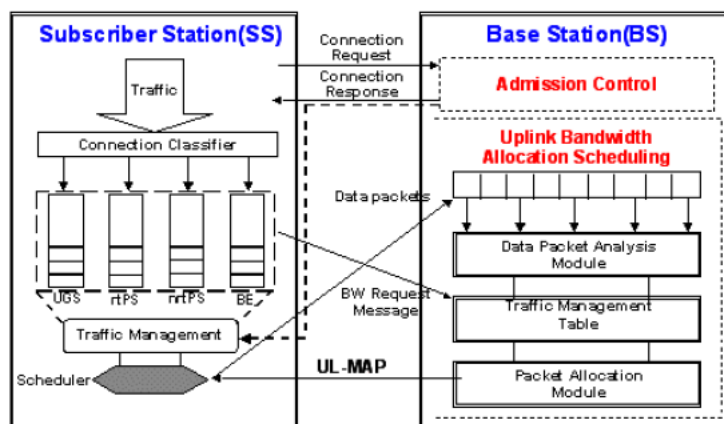 Subscriber Station(SS)
Connection
Request
Base Station(BS)
Traffic
Connection
Response
Admission Control
Connection Classifier
Uplink Bandwidth
Allocation Scheduling
Data packets
Data Packet Analysis
Module
UGS
rtPS
nrtPS
BE
BW Request
Message
Traffic Management
Table
Traffic Management
UL-MAP
Scheduler
Packet Allocation
Module